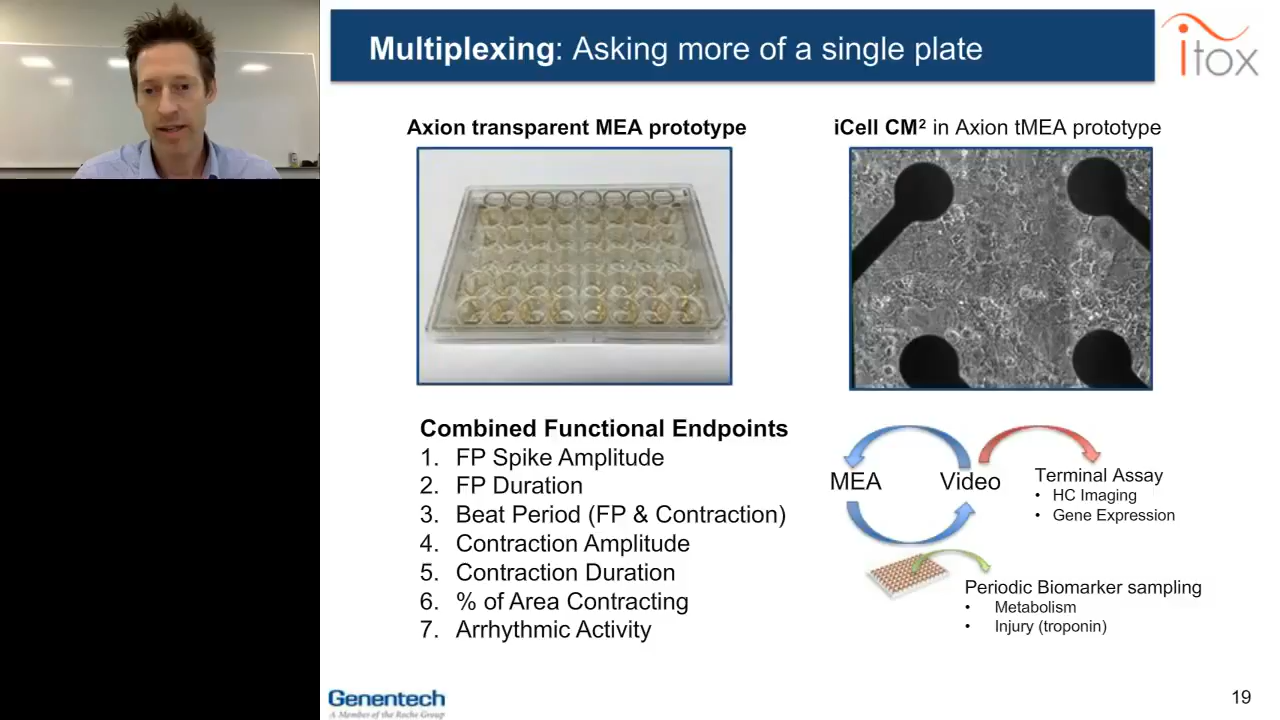 Multiplexing: Asking more of a single plate
itox
Axion transparent MEA prototype
iCell CM² in Axion tMEA prototype
Combined Functional Endpoints
1. FP Spike Amplitude
2. FP Duration
3. Beat Period (FP & Contraction)
4. Contraction Amplitude
5. Contraction Duration
6. % of Area Contracting
7. Arrhythmic Activity
MEA
Video
Terminal Assay
• HC Imaging
• Gene Expression
Periodic Biomarker sampling
• Metabolism
• Injury (troponin)
Genentech
A Member of the Roche Group
19